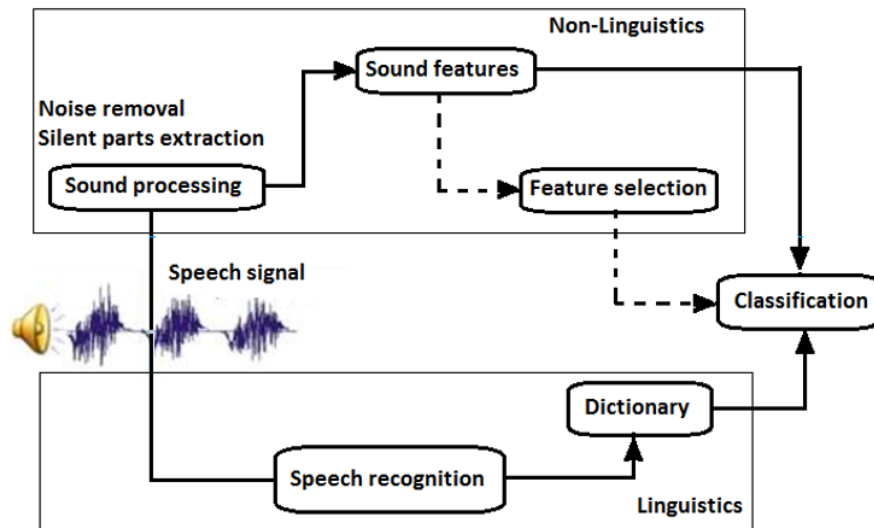 Non-Linguistics
Sound features
Noise removal
Silent parts extraction
Sound processing
Feature selection
Speech signal
Classification
Dictionary
Speech recognition
Linguistics